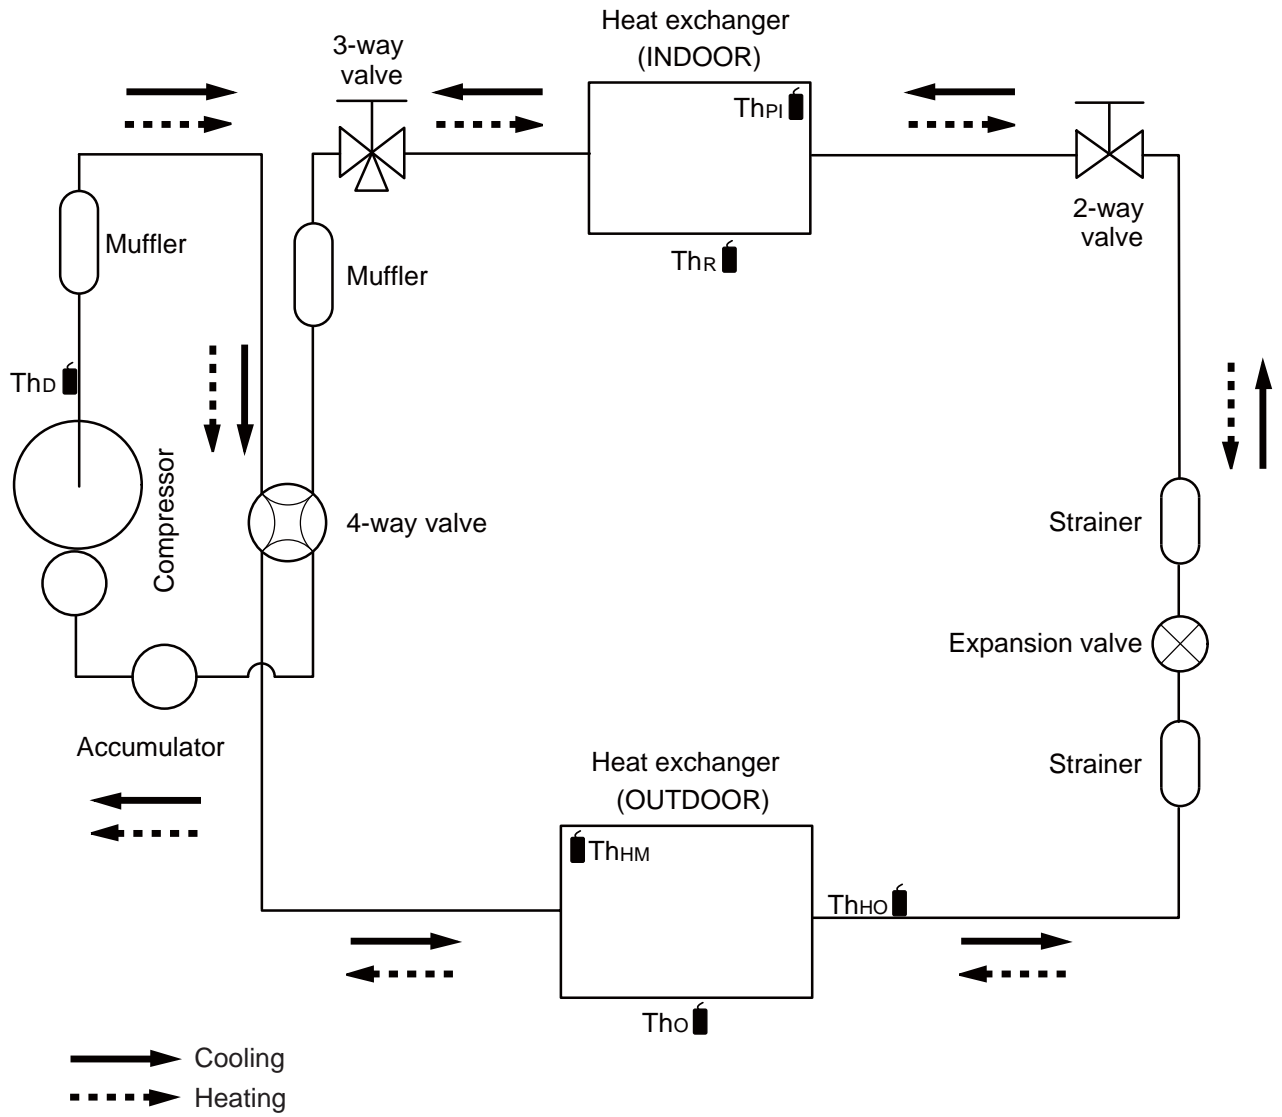 Heat exchanger
(INDOOR)
3-way
valve
ThPI
2-way
valve
Muffler
Muffler
ThR
ThD
Compressor
4-way valve
Strainer
Expansion valve
Accumulator
Strainer
Heat exchanger
(OUTDOOR)
ThHM
ThHO
ThO
Cooling
Heating